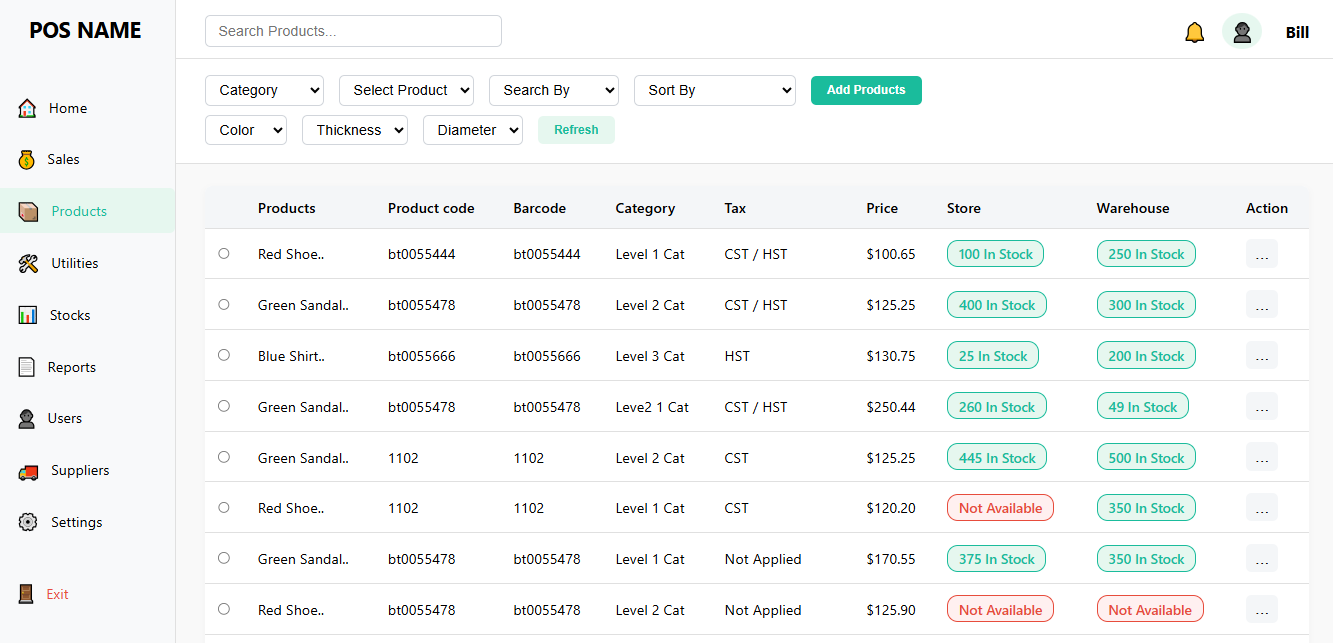 POS NAME
Search Products...
Bill
Home
Sales
Products
Utilities
Stocks
Reports
Users
Suppliers
Settings
Exit
Category Select Product Search By Sort By Add Products
Color Thickness Diameter Refresh
Products Product code Barcode Category Tax Price Store Warehouse Action
Red Shoe.. bt0055444 bt0055444 Level 1 Cat CST / HST $100.65 100 In Stock 250 In Stock ...
Green Sandal.. bt0055478 bt0055478 Level 2 Cat CST / HST $125.25 400 In Stock 300 In Stock ...
Blue Shirt.. bt0055666 bt0055666 Level 3 Cat HST $130.75 25 In Stock 200 In Stock ...
Green Sandal.. bt0055478 bt0055478 Leve2 1 Cat CST / HST $250.44 260 In Stock 49 In Stock ...
Green Sandal.. 1102 1102 Level 2 Cat CST $125.25 445 In Stock 500 In Stock ...
Red Shoe.. 1102 1102 Level 1 Cat CST $120.20 Not Available 350 In Stock ...
Green Sandal.. bt0055478 bt0055478 Level 1 Cat Not Applied $170.55 375 In Stock 350 In Stock ...
Red Shoe.. bt0055478 bt0055478 Level 2 Cat Not Applied $125.90 Not Available Not Available ...